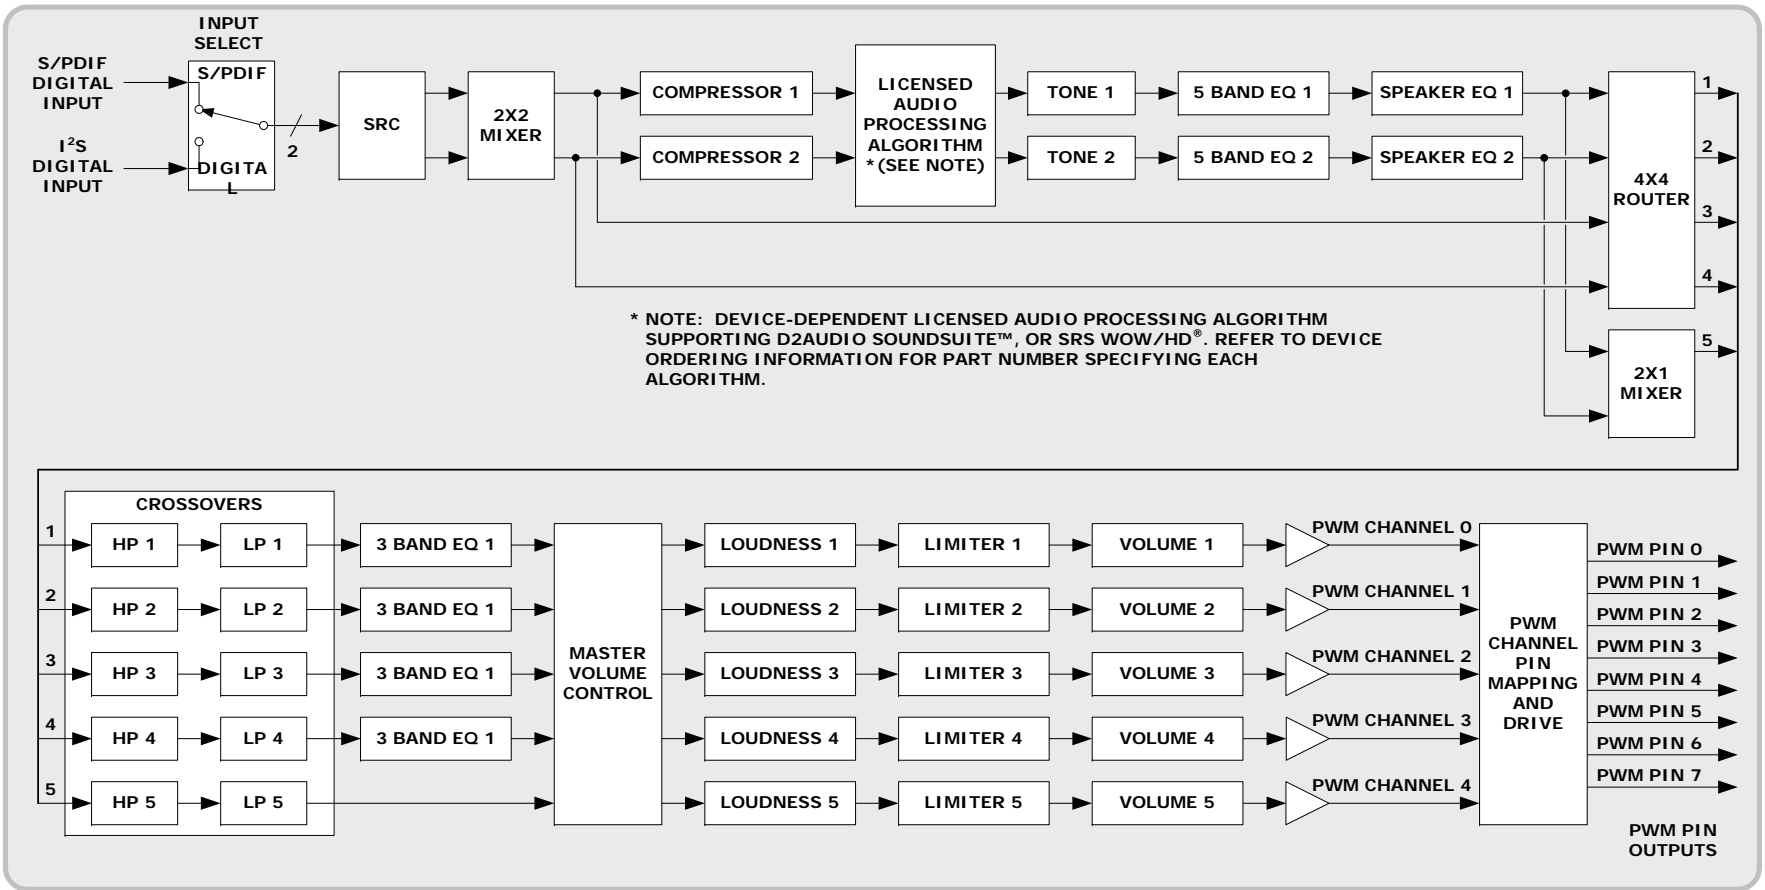 INPUT
SELECT
S/PDIF
DIGITAL
INPUT
I²S
DIGITAL
INPUT
S/PDIF
DIGITA
L
2
SRC
2X2
MIXER
COMPRESSOR 1
COMPRESSOR 2
LICENSED
AUDIO
PROCESSING
ALGORITHM
*(SEE NOTE)
TONE 1
TONE 2
5 BAND EQ 1
5 BAND EQ 2
SPEAKER EQ 1
SPEAKER EQ 2
4X4
ROUTER
1
2
3
4
2X1
MIXER
5
* NOTE: DEVICE-DEPENDENT LICENSED AUDIO PROCESSING ALGORITHM
SUPPORTING D2AUDIO SOUNDSUITE™, OR SRS WOW/HD®. REFER TO DEVICE
ORDERING INFORMATION FOR PART NUMBER SPECIFYING EACH
ALGORITHM.
CROSSOVERS
1
HP 1
LP 1
3 BAND EQ 1
2
HP 2
LP 2
3 BAND EQ 1
3
HP 3
LP 3
3 BAND EQ 1
4
HP 4
LP 4
3 BAND EQ 1
5
HP 5
LP 5
MASTER
VOLUME
CONTROL
LOUDNESS 1
LIMITER 1
VOLUME 1
PWM CHANNEL 0
LOUDNESS 2
LIMITER 2
VOLUME 2
PWM CHANNEL 1
LOUDNESS 3
LIMITER 3
VOLUME 3
PWM CHANNEL 2
LOUDNESS 4
LIMITER 4
VOLUME 4
PWM CHANNEL 3
LOUDNESS 5
LIMITER 5
VOLUME 5
PWM CHANNEL 4
PWM
CHANNEL
PIN
MAPPING
AND
DRIVE
PWM PIN 0
PWM PIN 1
PWM PIN 2
PWM PIN 3
PWM PIN 4
PWM PIN 5
PWM PIN 6
PWM PIN 7
PWM PIN
OUTPUTS